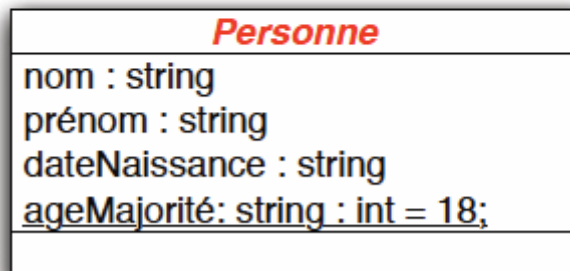 Personne
nom : string
prénom : string
dateNaissance : string
ageMajorité: string : int = 18;